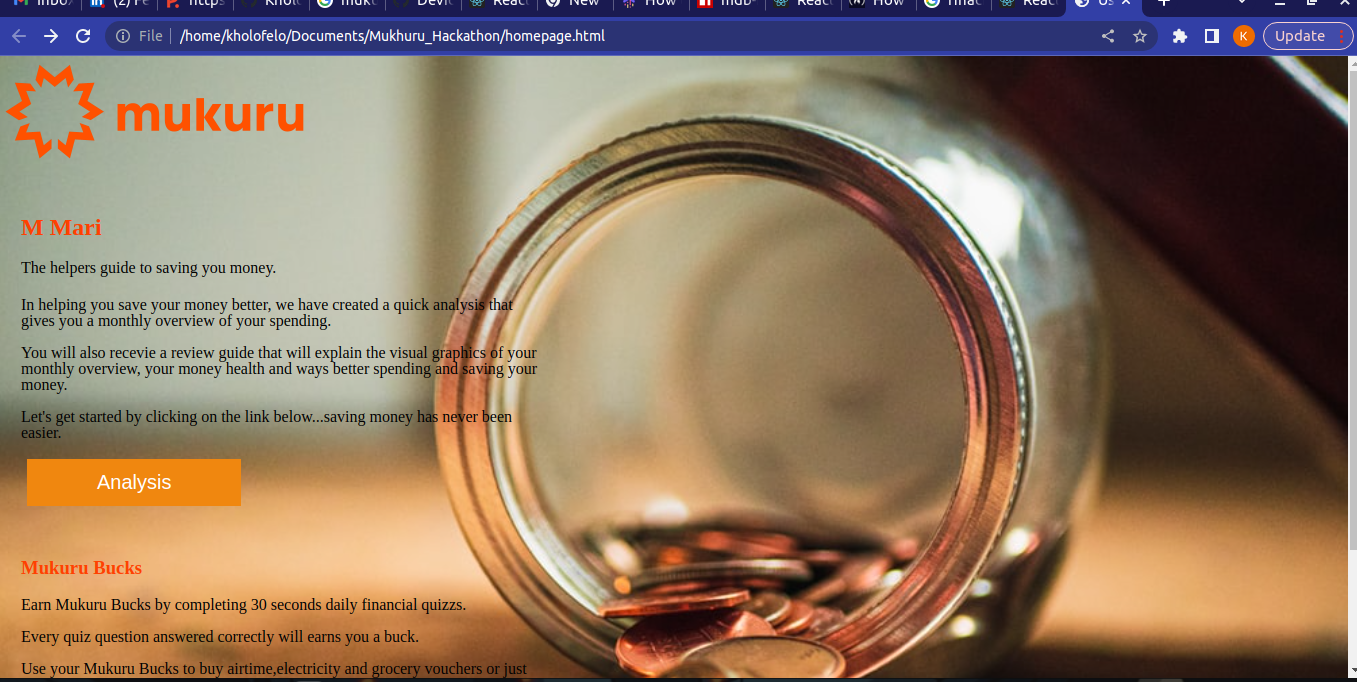 Inbox
(2) Fe
https
Khol
Devic
React
New
How
mdb-
React
How
React
Us
File
/home/kholofelo/Documents/Mukhuru_Hackathon/homepage.html
K
Update
mukuru
M Mari
The helpers guide to saving you money.
In helping you save your money better, we have created a quick analysis that
gives you a monthly overview of your spending.
You will also recevie a review guide that will explain the visual graphics of your
monthly overview, your money health and ways better spending and saving your
money.
Let's get started by clicking on the link below...saving money has never been
easier.
Analysis
Mukuru Bucks
Earn Mukuru Bucks by completing 30 seconds daily financial quizzs.
Every quiz question answered correctly will earns you a buck.
Use your Mukuru Bucks to buy airtime,electricity and grocery vouchers or just